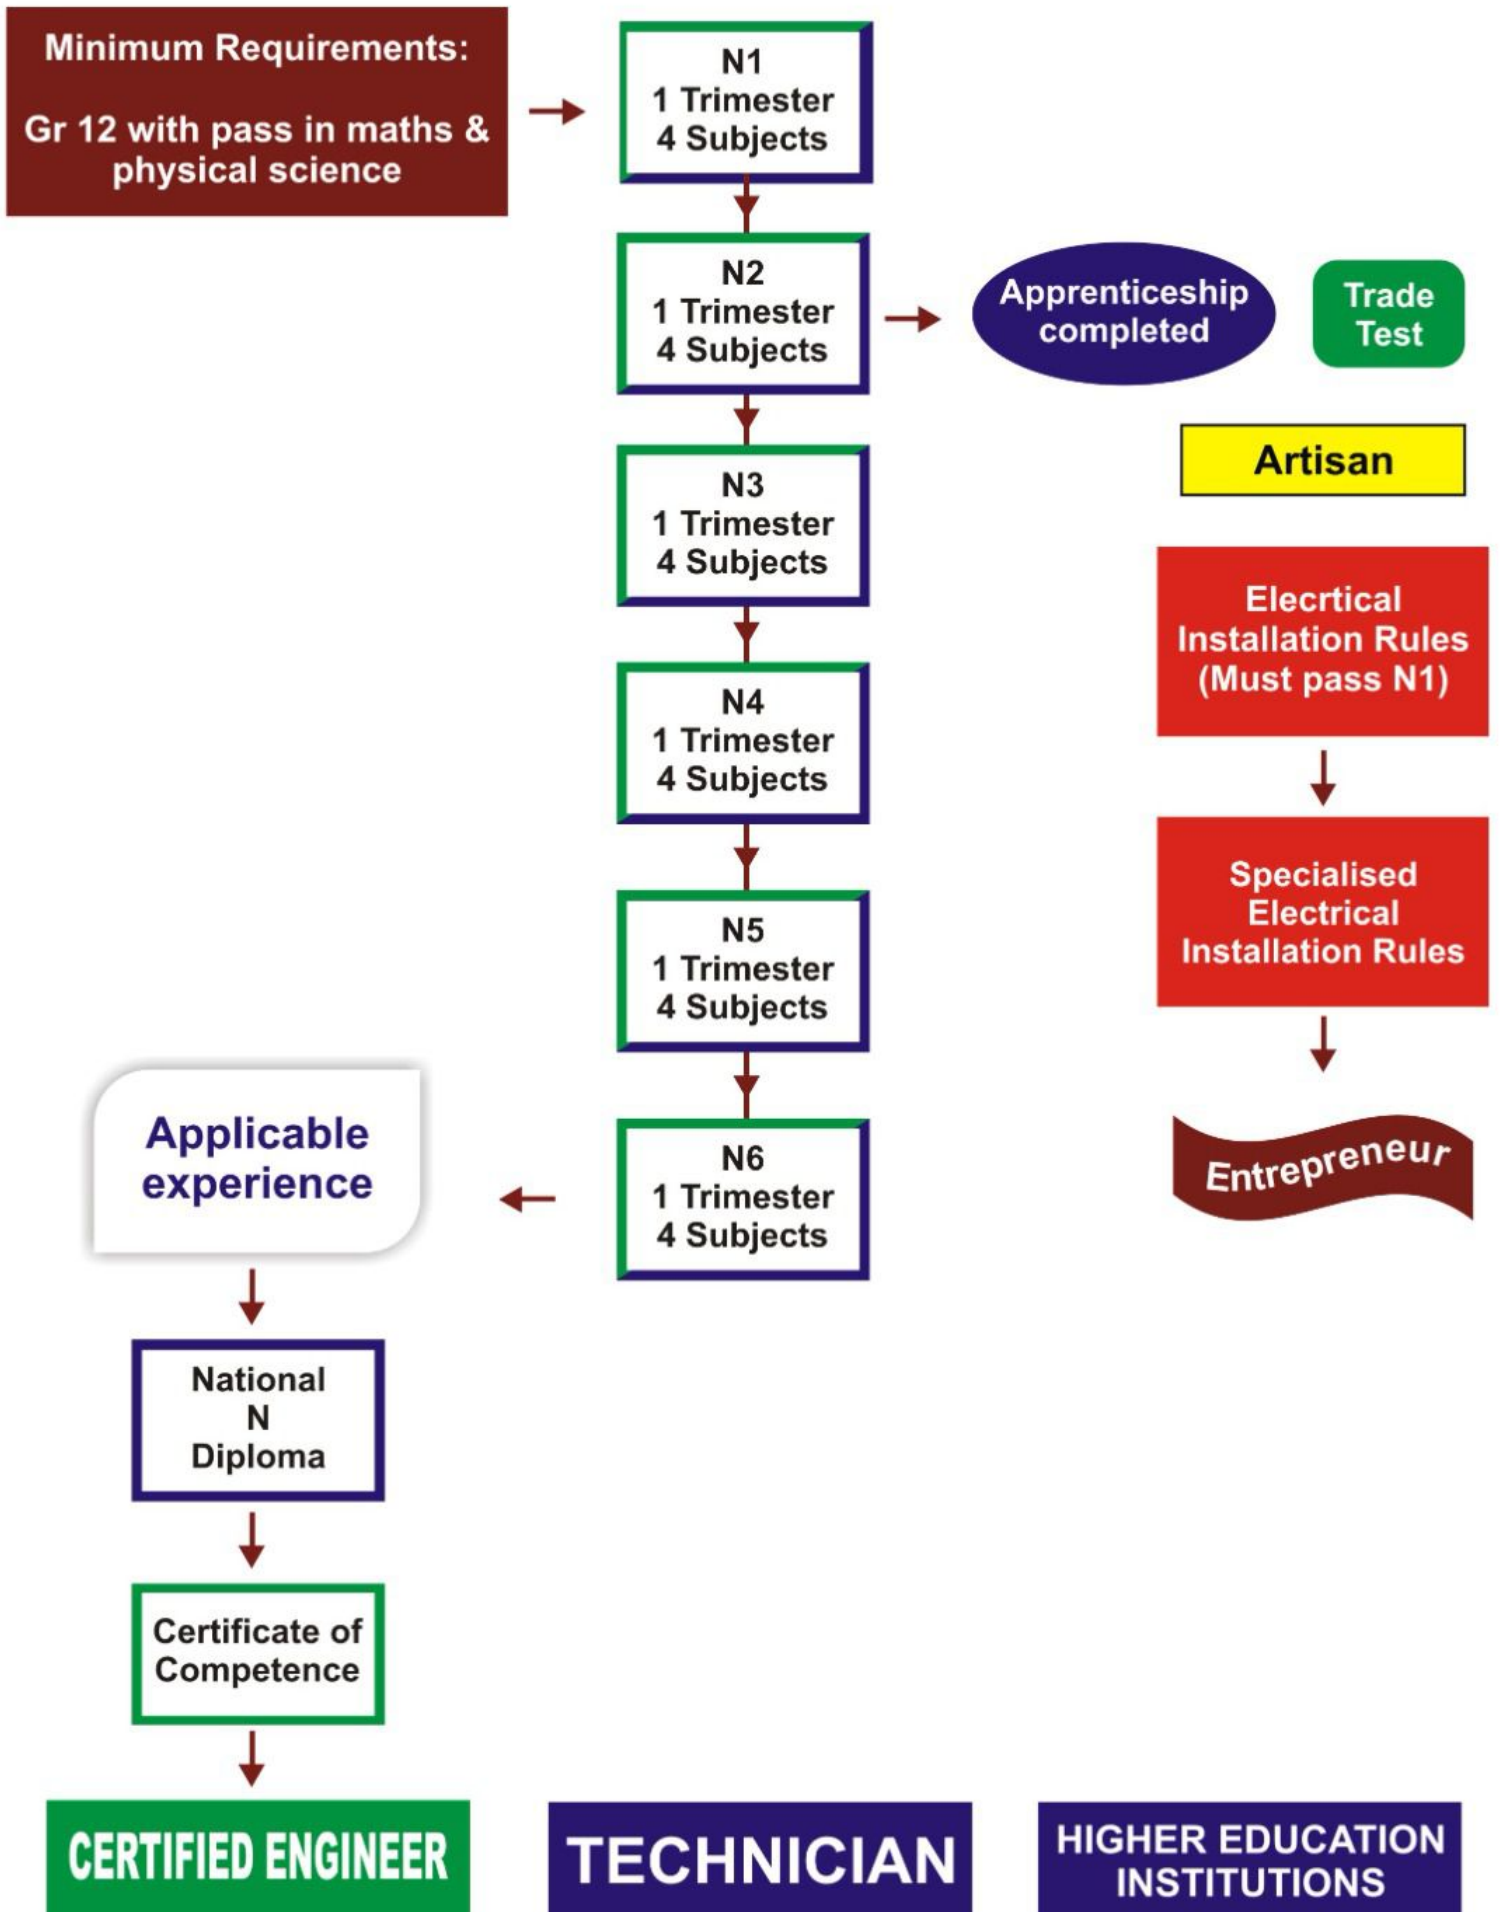 Minimum Requirements:
Gr 12 with pass in maths &
physical science
N1
1 Trimester
4 Subjects
N2
1 Trimester
4 Subjects
Apprenticeship
completed
Trade
Test
Artisan
N3
1 Trimester
4 Subjects
Elecrtical
Installation Rules
(Must pass N1)
N4
1 Trimester
4 Subjects
Specialised
Electrical
Installation Rules
N5
1 Trimester
4 Subjects
Entrepreneur
N6
1 Trimester
4 Subjects
Applicable
experience
National
N
Diploma
Certificate of
Competence
CERTIFIED ENGINEER
TECHNICIAN
HIGHER EDUCATION
INSTITUTIONS